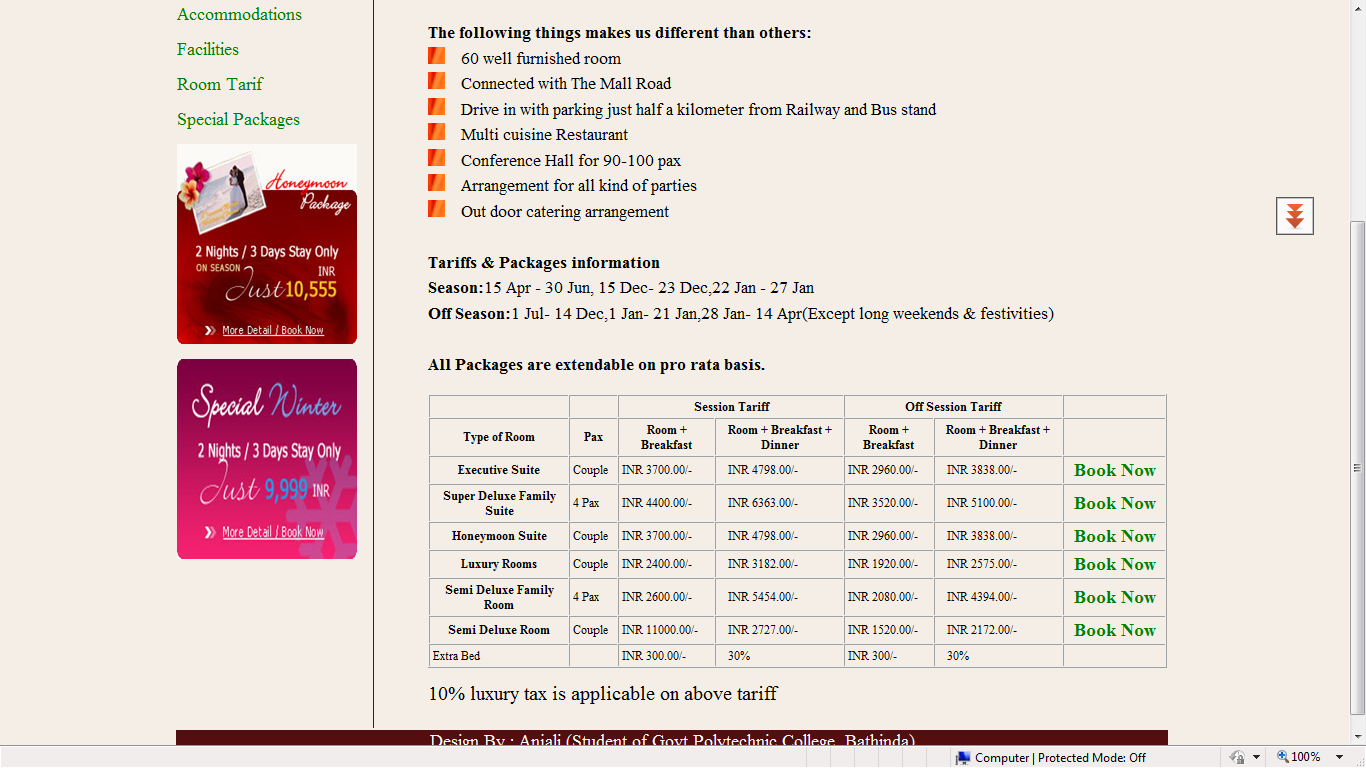 Accommodations
Facilities
Room Tarif
Special Packages
Honeymoon
Package
2 Nights / 3 Days Stay Only
ON SEASON
INR
Just 10,555
More Detail / Book Now
Special Winter
2 Nights / 3 Days Stay Only
Just 9,999 INR
More Detail / Book Now
The following things makes us different than others:
60 well furnished room
Connected with The Mall Road
Drive in with parking just half a kilometer from Railway and Bus stand
Multi cuisine Restaurant
Conference Hall for 90-100 pax
Arrangement for all kind of parties
Out door catering arrangement
Tariffs & Packages information
Season:15 Apr - 30 Jun, 15 Dec- 23 Dec,22 Jan - 27 Jan
Off Season:1 Jul- 14 Dec,1 Jan- 21 Jan,28 Jan- 14 Apr(Except long weekends & festivities)
All Packages are extendable on pro rata basis.
Session Tariff Off Session Tariff
Type of Room Pax Room + Breakfast Room + Breakfast + Dinner Room + Breakfast Room + Breakfast + Dinner
Executive Suite Couple INR 3700.00/- INR 4798.00/- INR 2960.00/- INR 3838.00/- Book Now
Super Deluxe Family Suite 4 Pax INR 4400.00/- INR 6363.00/- INR 3520.00/- INR 5100.00/- Book Now
Honeymoon Suite Couple INR 3700.00/- INR 4798.00/- INR 2960.00/- INR 3838.00/- Book Now
Luxury Rooms Couple INR 2400.00/- INR 3182.00/- INR 1920.00/- INR 2575.00/- Book Now
Semi Deluxe Family Room 4 Pax INR 2600.00/- INR 5454.00/- INR 2080.00/- INR 4394.00/- Book Now
Semi Deluxe Room Couple INR 11000.00/- INR 2727.00/- INR 1520.00/- INR 2172.00/- Book Now
Extra Bed INR 300.00/- 30% INR 300/- 30%
10% luxury tax is applicable on above tariff
Design By : Anjali (Student of Govt Polytechnic College, Bathinda)
Computer | Protected Mode: Off
100%